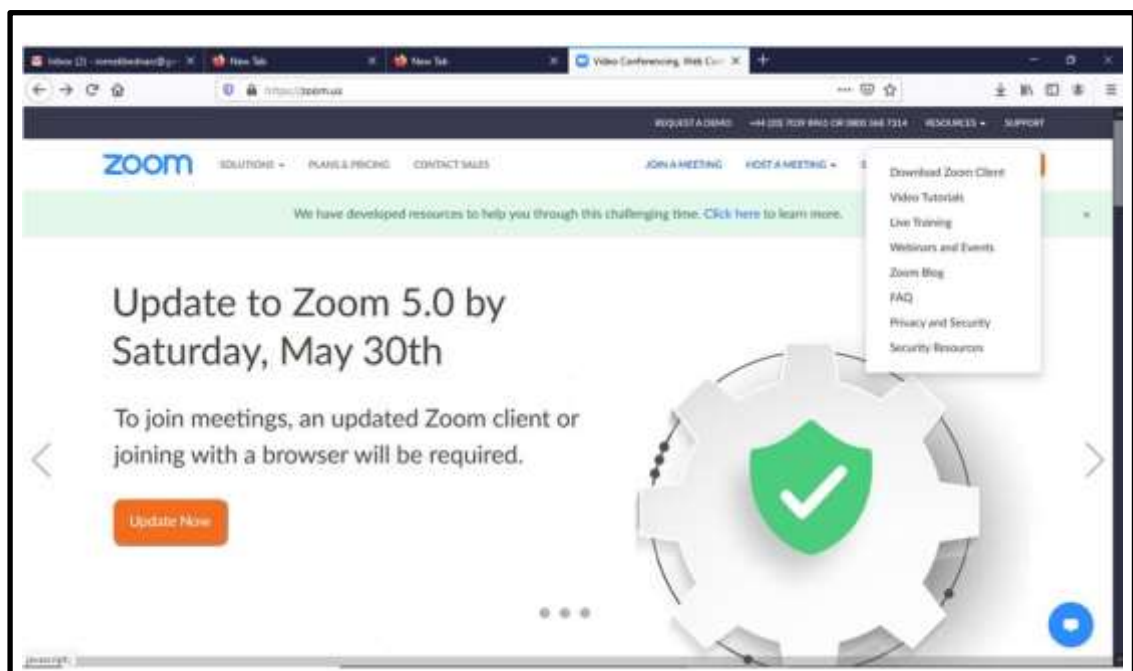 Inbox (2) -
New Tab
New Tab
Video Conferencing, Web Con
https://zoom.us
REQUEST A DEMO
RESOURCES
SUPPORT
zoom
SOLUTIONS
PLANS & PRICING
CONTACT SALES
JOIN A MEETING
HOST A MEETING
Download Zoom Client
Video Tutorials
Live Training
Webinars and Events
Zoom Blog
FAQ
Privacy and Security
Security Resources
We have developed resources to help you through this challenging time. Click here to learn more.
Update to Zoom 5.0 by
Saturday, May 30th
To join meetings, an updated Zoom client or
joining with a browser will be required.
Update Now